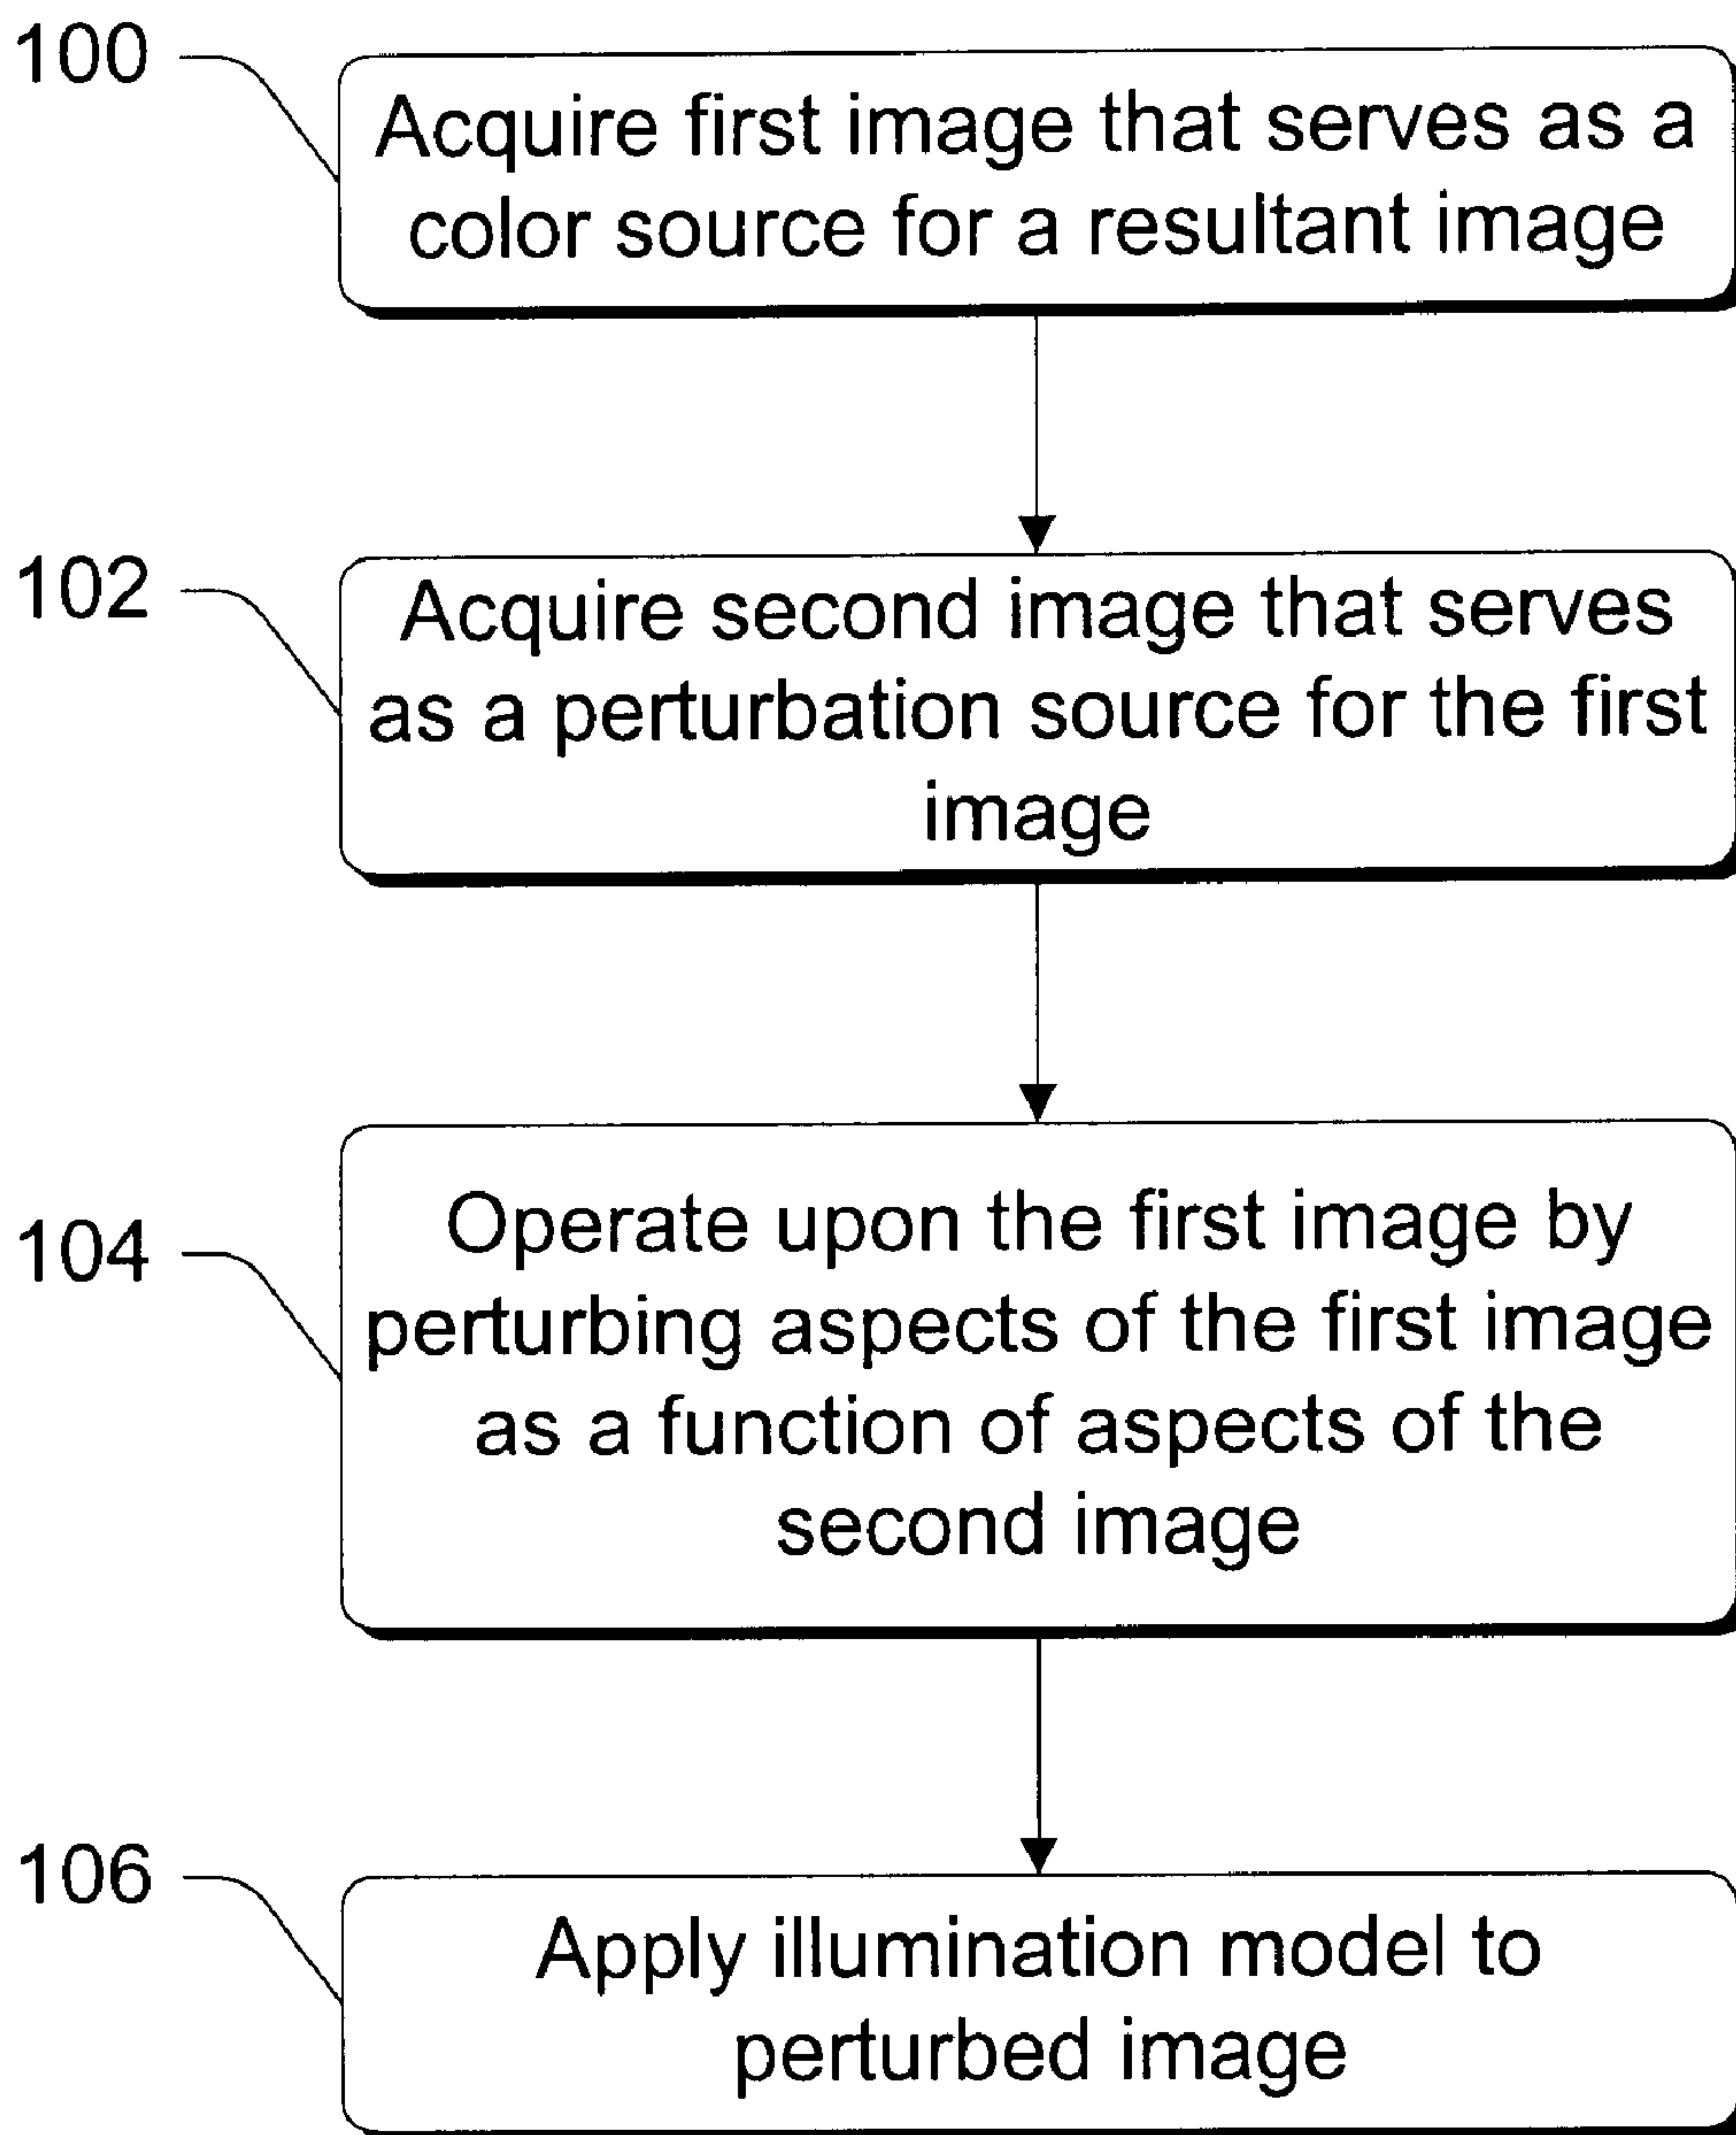 100
Acquire first image that serves as a
color source for a resultant image
102
Acquire second image that serves
as a perturbation source for the first
image
104
Operate upon the first image by
perturbing aspects of the first image
as a function of aspects of the
second image
106
Apply illumination model to
perturbed image